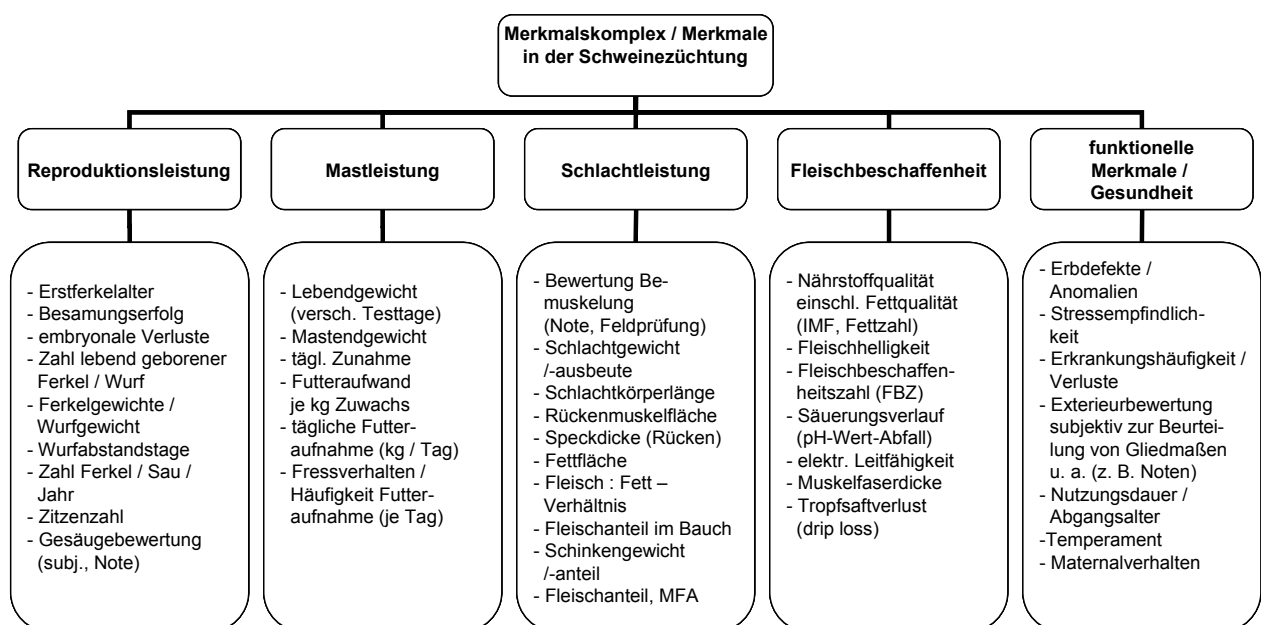 Merkmalskomplex / Merkmale
in der Schweinezüchtung
Reproduktionsleistung
Mastleistung
Schlachtleistung
Fleischbeschaffenheit
funktionelle
Merkmale /
Gesundheit
- Erstferkelalter
- Besamungserfolg
- embryonale Verluste
- Zahl lebend geborener
Ferkel / Wurf
- Ferkelgewichte /
Wurfgewicht
- Wurfabstandstage
- Zahl Ferkel / Sau /
Jahr
- Zitzenzahl
- Gesäugebewertung
(subj., Note)
- Lebendgewicht
(versch. Testtage)
- Mastendgewicht
- tägl. Zunahme
- Futteraufwand
je kg Zuwachs
- tägliche Futter-
aufnahme (kg / Tag)
- Fressverhalten /
Häufigkeit Futter-
aufnahme (je Tag)
- Bewertung Be-
muskelung
(Note, Feldprüfung)
- Schlachtgewicht
/-ausbeute
- Schlachtkörperlänge
- Rückenmuskelfläche
- Speckdicke (Rücken)
- Fettfläche
- Fleisch : Fett –
Verhältnis
- Fleischanteil im Bauch
- Schinkengewicht
/-anteil
- Fleischanteil, MFA
- Nährstoffqualität
einschl. Fettqualität
(IMF, Fettzahl)
- Fleischhelligkeit
- Fleischbeschaffen-
heitszahl (FBZ)
- Säuerungsverlauf
(pH-Wert-Abfall)
- elektr. Leitfähigkeit
- Muskelfaserdicke
- Tropfsaftverlust
(drip loss)
- Erbdefekte /
Anomalien
- Stressempfindlich-
keit
- Erkrankungshäufigkeit /
Verluste
- Exterieurbewertung
subjektiv zur Beurtei-
lung von Gliedmaßen
u. a. (z. B. Noten)
- Nutzungsdauer /
Abgangsalter
-Temperament
- Maternalverhalten